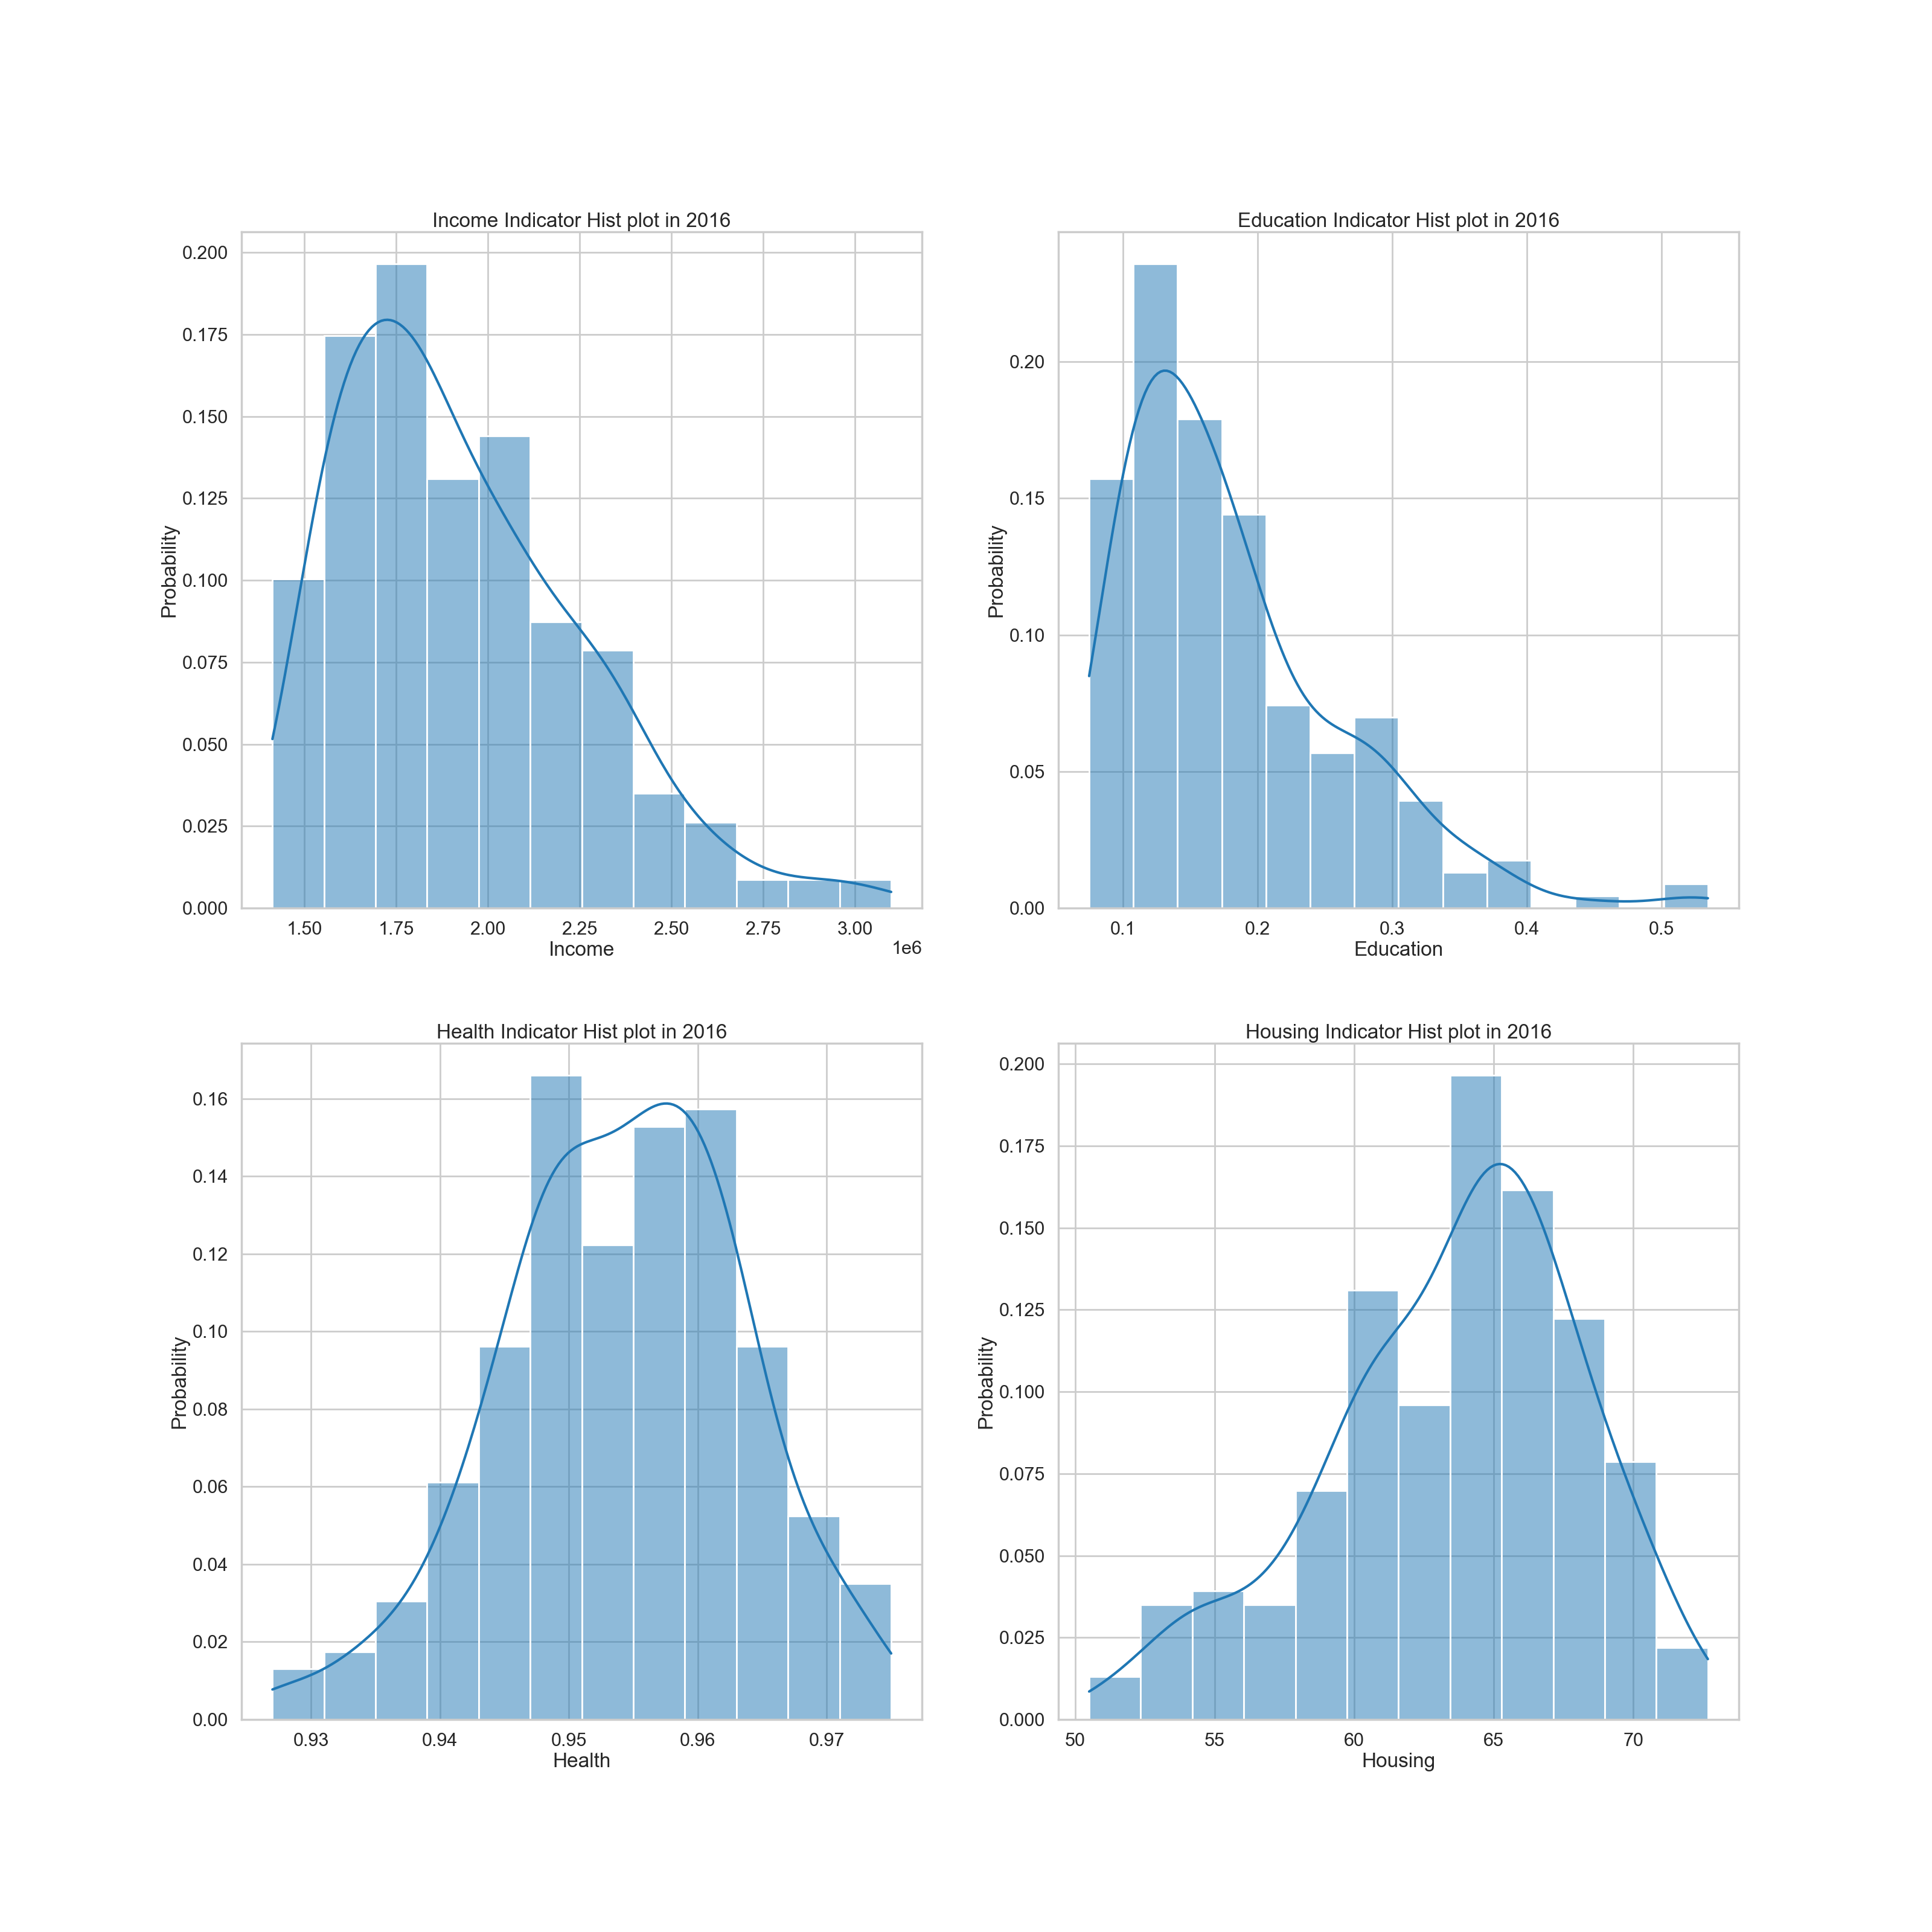 Income Indicator Hist plot in 2016
0.200
0.175
0.150
0.125
0.100
0.075
0.050
0.025
0.000
Probability
1.50 1.75 2.00 2.25 2.50 2.75 3.00
1e6
Income
Education Indicator Hist plot in 2016
0.20
0.15
0.10
0.05
0.00
Probability
0.1 0.2 0.3 0.4 0.5
Education
Health Indicator Hist plot in 2016
0.16
0.14
0.12
0.10
0.08
0.06
0.04
0.02
0.00
Probability
0.93 0.94 0.95 0.96 0.97
Health
Housing Indicator Hist plot in 2016
0.200
0.175
0.150
0.125
0.100
0.075
0.050
0.025
0.000
Probability
50 55 60 65 70
Housing